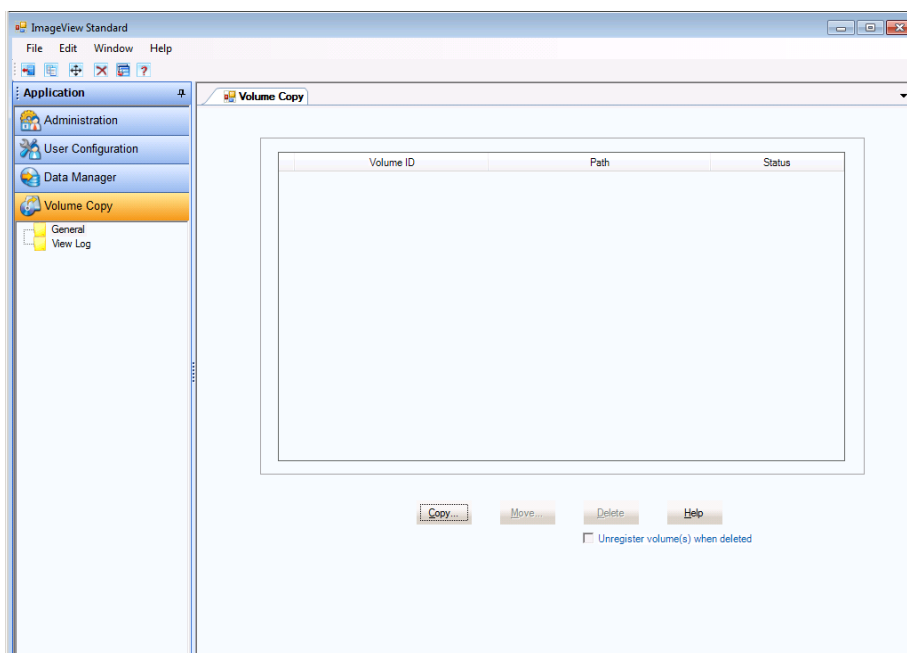 ImageView Standard
File Edit Window Help
Application
Volume Copy
Administration
User Configuration
Data Manager
Volume Copy
General
View Log
Volume ID Path Status
Copy... Move... Delete Help
Unregister volume(s) when deleted